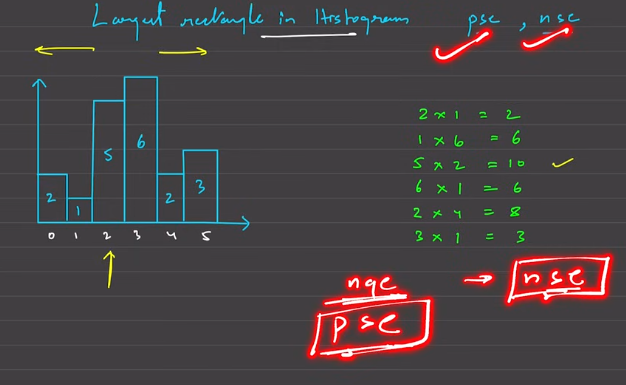 Largest rectangle in Histogram pse , nse
2 × 1 = 2
1 × 6 = 6
5 × 2 = 10
6 × 1 = 6
2 × 4 = 8
3 × 1 = 3
2 1 5 6 2 3
0 1 2 3 4 5
nge → nse
pse